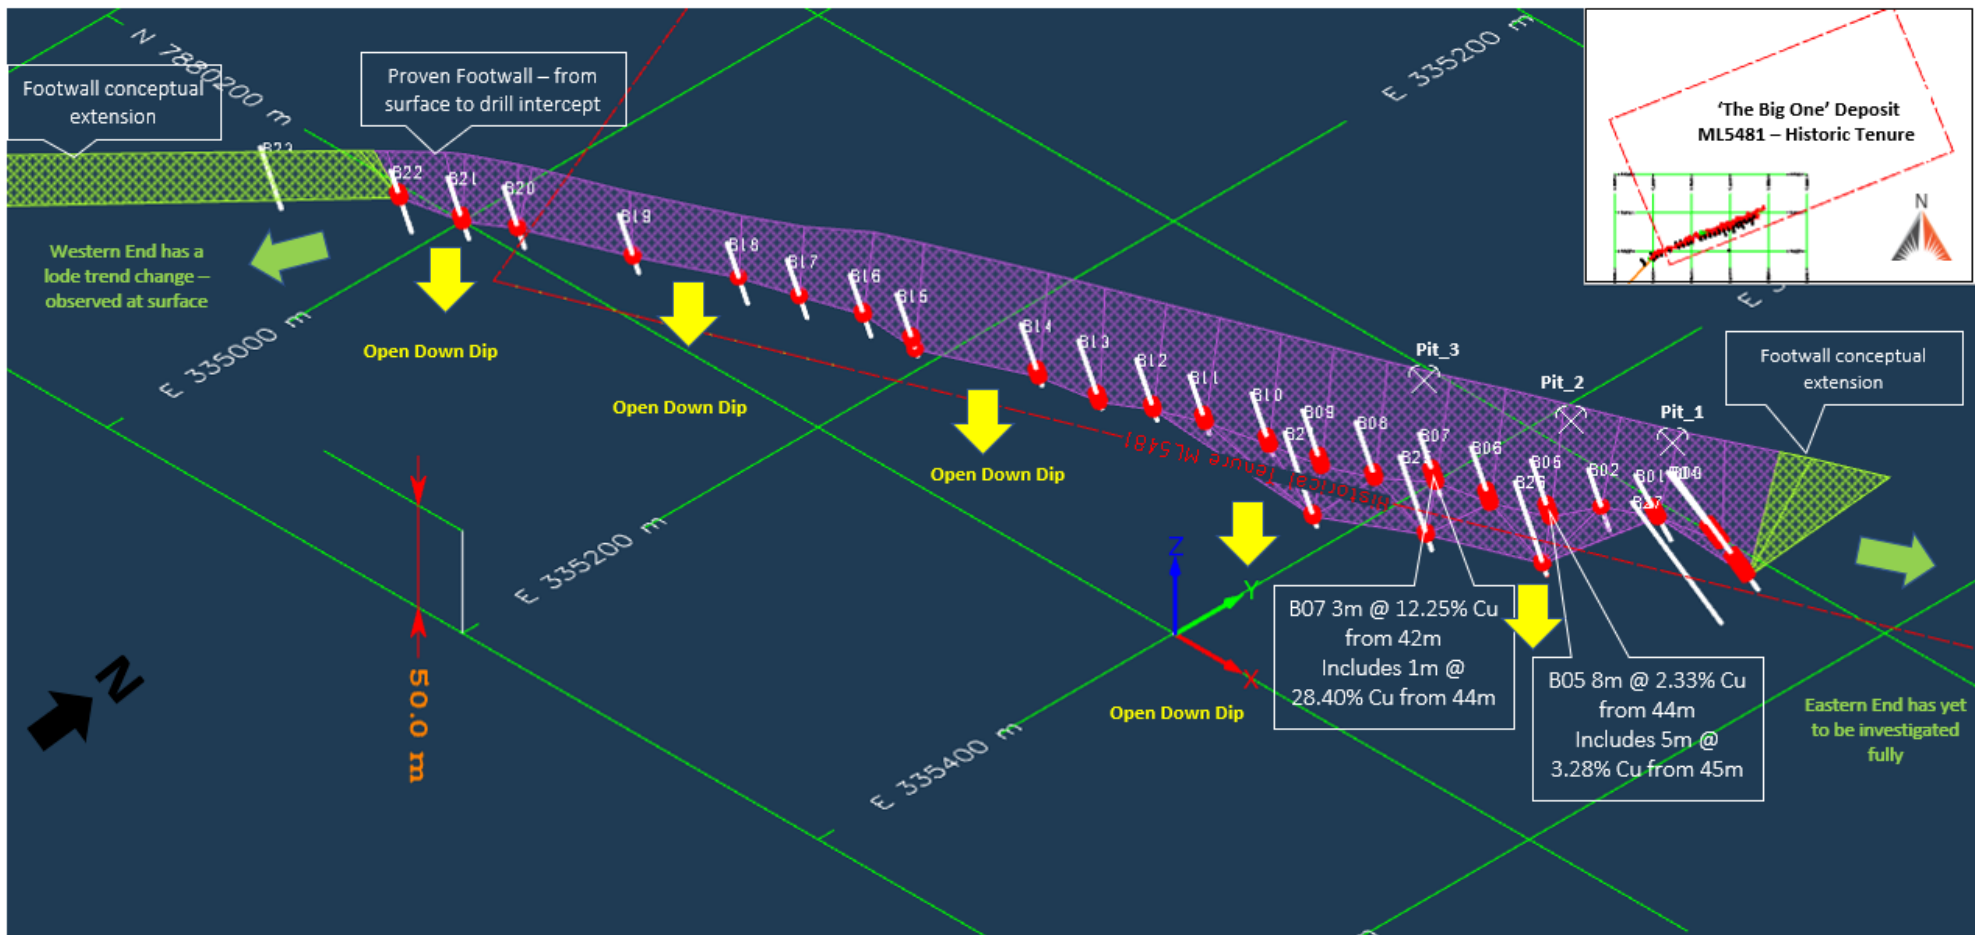 N 7880200 m
Footwall conceptual
extension
Proven Footwall – from
surface to drill intercept
E 335200 m
'The Big One' Deposit
ML5481 – Historic Tenure
N
B22
B21
B20
B19
B18
B17
B16
B15
B14
B13
B12
B11
B10
B09
B08
B07
B06
B05
B02
B01
B27
Western End has a
lode trend change –
observed at surface
E 335000 m
Open Down Dip
Open Down Dip
Open Down Dip
Open Down Dip
Pit_3
Pit_2
Pit_1
Footwall conceptual
extension
Historical Tenure ML5481
E 335200 m
E 335400 m
50.0 m
N
Z
Y
X
B07 3m @ 12.25% Cu
from 42m
Includes 1m @
28.40% Cu from 44m
B05 8m @ 2.33% Cu
from 44m
Includes 5m @
3.28% Cu from 45m
Eastern End has yet
to be investigated
fully